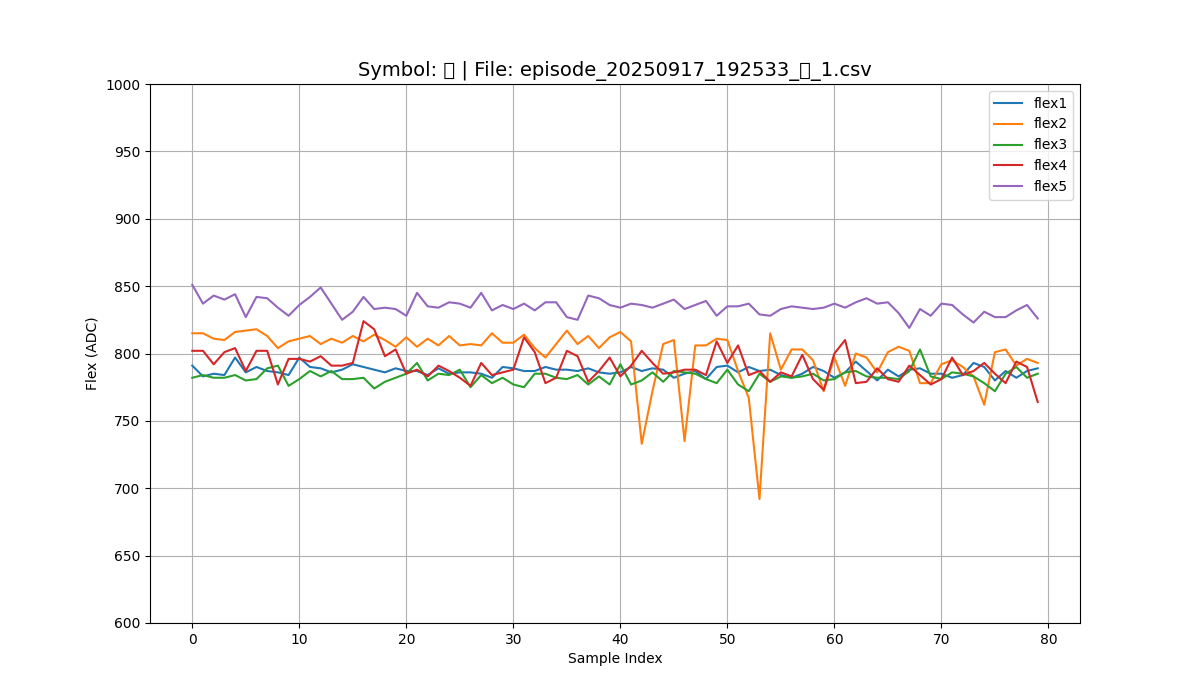 Symbol: | File: episode_20250917_192533_ _1.csv
1000
950
900
850
800
750
700
650
600
Flex (ADC)
flex1
flex2
flex3
flex4
flex5
0 10 20 30 40 50 60 70 80
Sample Index